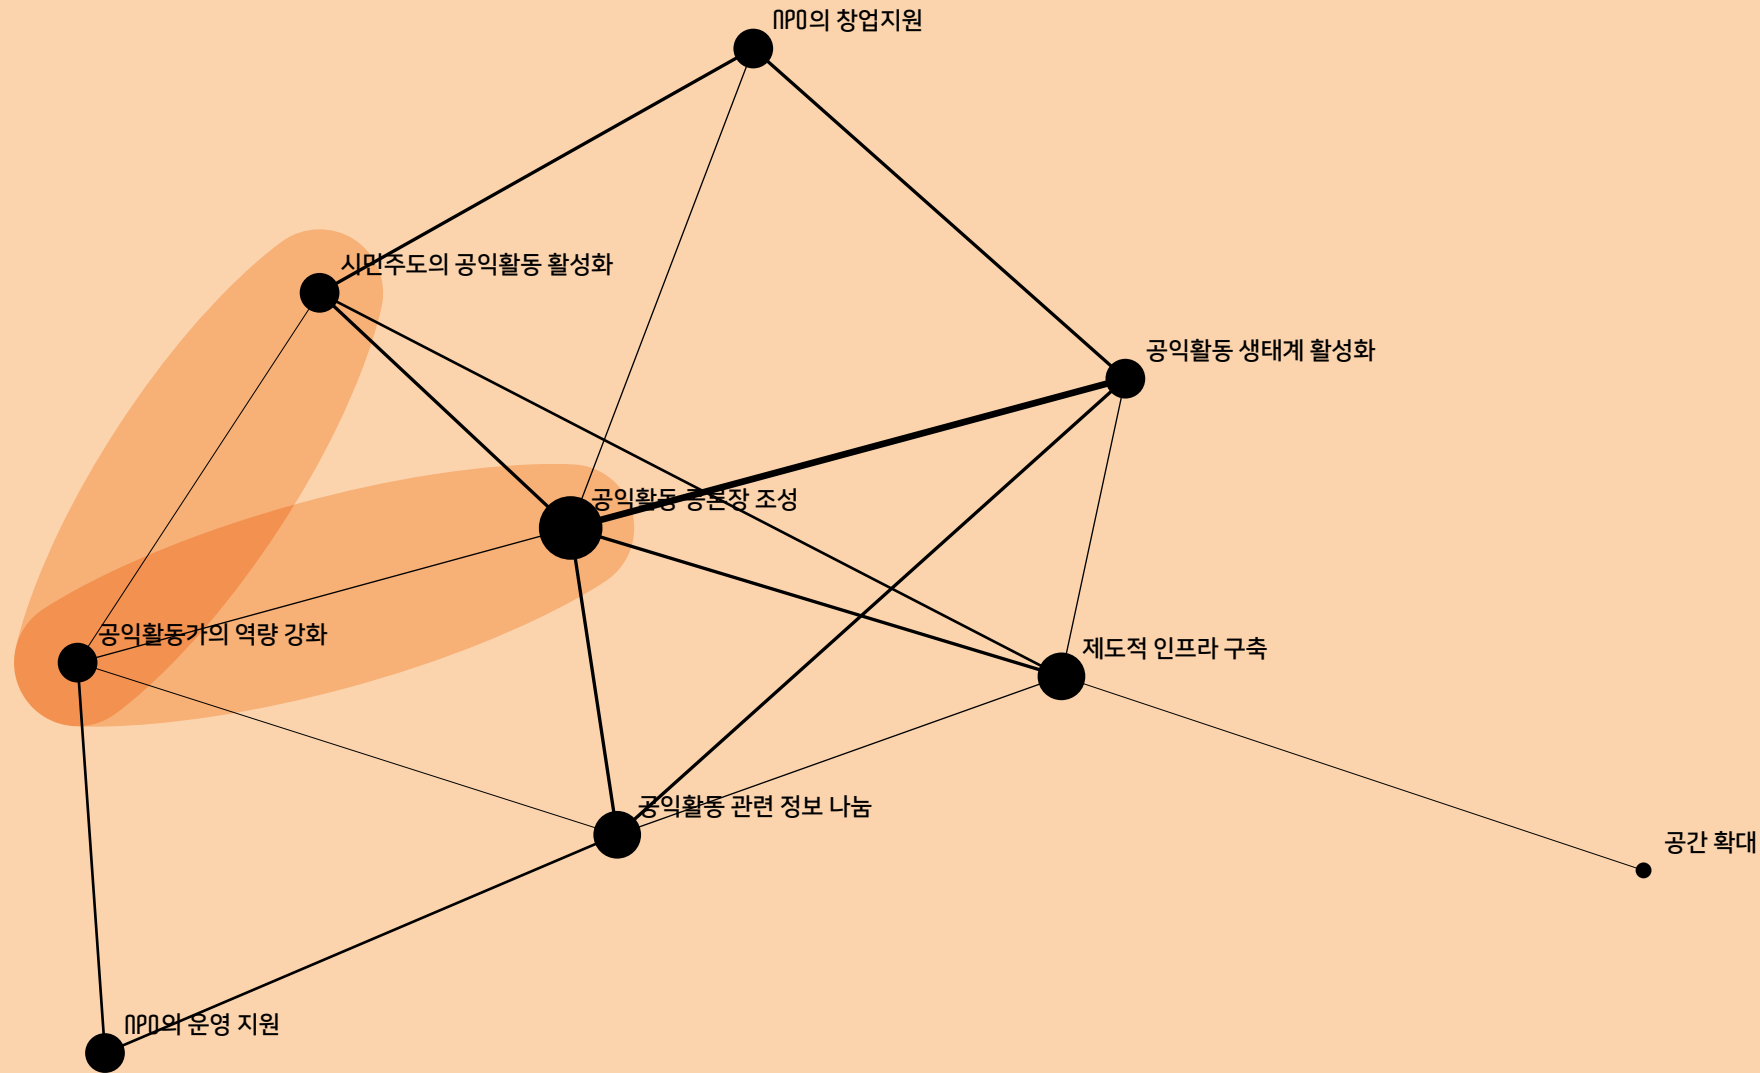 NPO의 창업지원
시민주도의 공익활동 활성화
공익활동 생태계 활성화
공익활동 공론장 조성
공익활동가의 역량 강화
제도적 인프라 구축
공익활동 관련 정보 나눔
공간 확대
NPO의 운영 지원